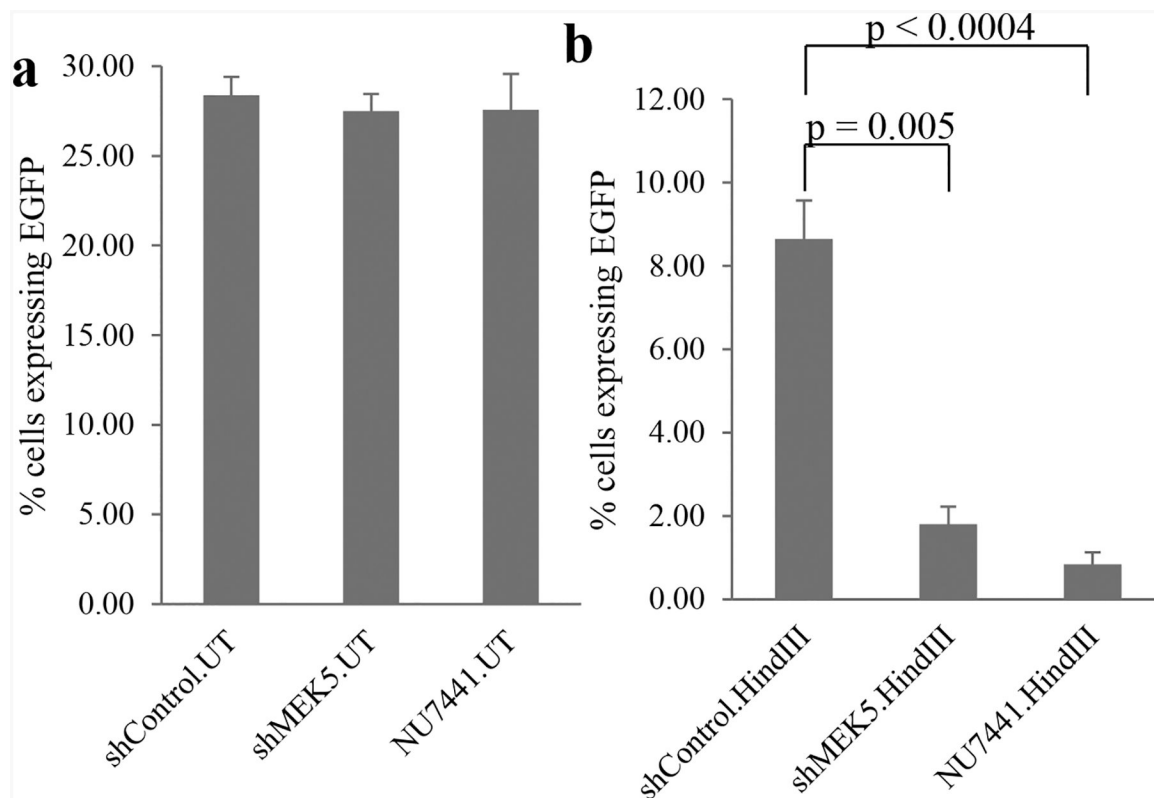 a
% cells expressing EGFP
30.00
25.00
20.00
15.00
10.00
5.00
0.00
shControl.UT
shMEK5.UT
NU7441.UT
b
p < 0.0004
p = 0.005
% cells expressing EGFP
12.00
10.00
8.00
6.00
4.00
2.00
0.00
shControl.HindIII
shMEK5.HindIII
NU7441.HindIII